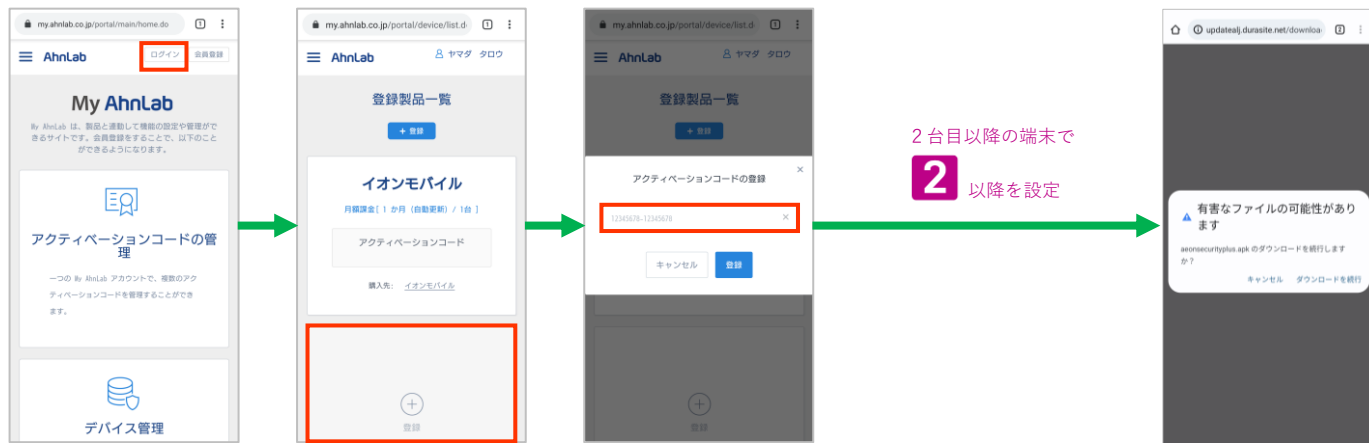 my.ahnlab.co.jp/portal/main/home.do
1
AhnLab
ログイン
会員登録
My AhnLab
My AhnLab は、製品と連動して機能の設定や管理がで
きるサイトです。会員登録をすることで、以下のこと
ができるようになります。
アクティベーションコードの管
理
一つの My AhnLab アカウントで、複数のアク
ティベーションコードを管理することができ
ます。
デバイス管理
my.ahnlab.co.jp/portal/device/list.d
1
AhnLab
ヤマダ タロウ
登録製品一覧
+ 登録
イオンモバイル
月額課金[ 1 か月（自動更新）/ 1台 ]
アクティベーションコード
購入先: イオンモバイル
登録
my.ahnlab.co.jp/portal/device/list.d
1
AhnLab
ヤマダ タロウ
登録製品一覧
+ 登録
アクティベーションコードの登録
×
12345678-12345678
×
キャンセル
登録
登録
２台目以降の端末で
2 以降を設定
updatealj.durasite.net/downloa
2
有害なファイルの可能性があり
ます
aeonsecurityplus.apk のダウンロードを続行します
か？
キャンセル
ダウンロードを続行